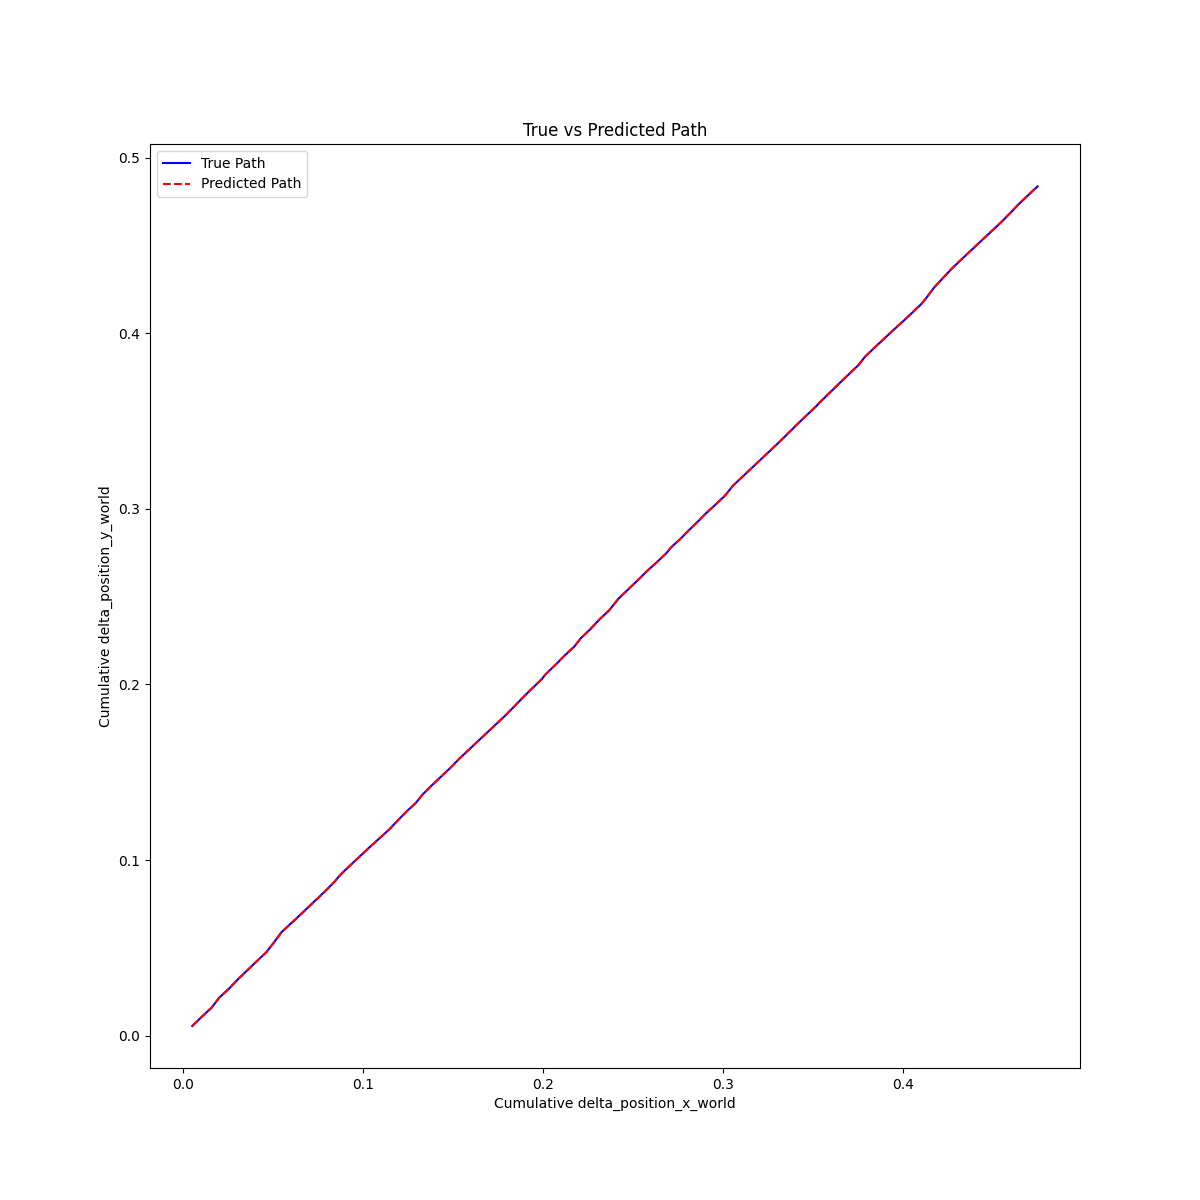 True vs Predicted Path
True Path
Predicted Path
0.5
0.4
0.3
0.2
0.1
0.0
Cumulative delta_position_y_world
0.0 0.1 0.2 0.3 0.4
Cumulative delta_position_x_world